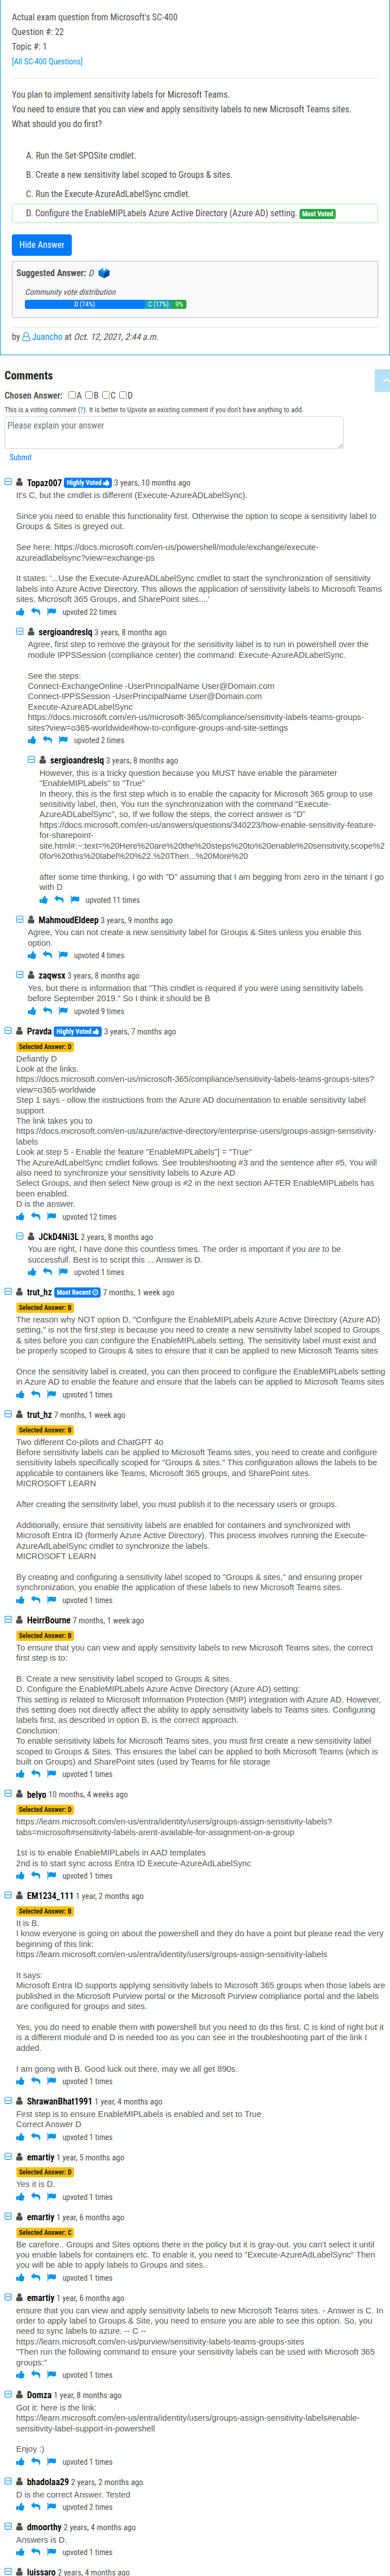 Actual exam question from Microsoft's SC-400
Question #: 22
Topic #: 1
[All SC-400 Questions]
You plan to implement sensitivity labels for Microsoft Teams.
You need to ensure that you can view and apply sensitivity labels to new Microsoft Teams sites.
What should you do first?
A. Run the Set-SPOSite cmdlet.
B. Create a new sensitivity label scoped to Groups & sites.
C. Run the Execute-AzureAdLabelSync cmdlet.
D. Configure the EnableMIPLabels Azure Active Directory (Azure AD) setting. Most Voted
Hide Answer
Suggested Answer: D
Community vote distribution
D (74%) C (17%) 9%
by Juancho at Oct. 12, 2021, 2:44 a.m.
Comments
Chosen Answer: A B C D
This is a voting comment (?). It is better to Upvote an existing comment if you don't have anything to add.
Please explain your answer
Submit
Topaz007 Highly Voted 3 years, 10 months ago
It's C, but the cmdlet is different (Execute-AzureADLabelSync).
Since you need to enable this functionality first. Otherwise the option to scope a sensitivity label to
Groups & Sites is greyed out.
See here: https://docs.microsoft.com/en-us/powershell/module/exchange/execute-
azureadlabelsync?view=exchange-ps
It states: '...Use the Execute-AzureADLabelSync cmdlet to start the synchronization of sensitivity
labels into Azure Active Directory. This allows the application of sensitivity labels to Microsoft Teams
sites, Microsoft 365 Groups, and SharePoint sites....'
upvoted 22 times
sergioandreslq 3 years, 8 months ago
Agree, first step to remove the grayout for the sensitivity label is to run in powershell over the
module IPPSSession (compliance center) the command: Execute-AzureADLabelSync.
See the steps:
Connect-ExchangeOnline -UserPrincipalName User@Domain.com
Connect-IPPSSession -UserPrincipalName User@Domain.com
Execute-AzureADLabelSync
https://docs.microsoft.com/en-us/microsoft-365/compliance/sensitivity-labels-teams-groups-
sites?view=o365-worldwide#how-to-configure-groups-and-site-settings
upvoted 2 times
sergioandreslq 3 years, 8 months ago
However, this is a tricky question because you MUST have enable the parameter
"EnableMIPLabels" to "True"
In theory, this is the first step which is to enable the capacity for Microsoft 365 group to use
sensitivity label, then, You run the synchronization with the command "Execute-
AzureADLabelSync", so, If we follow the steps, the correct answer is "D"
https://docs.microsoft.com/en-us/answers/questions/340223/how-enable-sensitivity-feature-
for-sharepoint-
site.html#:~:text=%20Here%20are%20the%20steps%20to%20enable%20sensitivity,scope%2
0for%20this%20label%20%22.%20Then...%20More%20
after some time thinking, I go with "D" assuming that I am begging from zero in the tenant I go
with D
upvoted 11 times
MahmoudEldeep 3 years, 9 months ago
Agree, You can not create a new sensitivity label for Groups & Sites unless you enable this
option.
upvoted 4 times
zaqwsx 3 years, 8 months ago
Yes, but there is information that "This cmdlet is required if you were using sensitivity labels
before September 2019." So I think it should be B
upvoted 9 times
Pravda Highly Voted 3 years, 7 months ago
Selected Answer: D
Defiantly D
Look at the links.
https://docs.microsoft.com/en-us/microsoft-365/compliance/sensitivity-labels-teams-groups-sites?
view=o365-worldwide
Step 1 says - ollow the instructions from the Azure AD documentation to enable sensitivity label
support
The link takes you to
https://docs.microsoft.com/en-us/azure/active-directory/enterprise-users/groups-assign-sensitivity-
labels
Look at step 5 - Enable the feature "EnableMIPLabels"] = "True"
The AzureAdLabelSync cmdlet follows. See troubleshooting #3 and the sentence after #5, You will
also need to synchronize your sensitivity labels to Azure AD
Select Groups, and then select New group is #2 in the next section AFTER EnableMIPLabels has
been enabled.
D is the answer.
upvoted 12 times
JCkD4Ni3L 2 years, 8 months ago
You are right, I have done this countless times. The order is important if you are to be
successful. Best is to script this ... Answer is D.
upvoted 1 times
trut_hz Most Recent 7 months, 1 week ago
Selected Answer: B
The reason why NOT option D, "Configure the EnableMIPLabels Azure Active Directory (Azure AD)
setting," is not the first step is because you need to create a new sensitivity label scoped to Groups
& sites before you can configure the EnableMIPLabels setting. The sensitivity label must exist and
be properly scoped to Groups & sites to ensure that it can be applied to new Microsoft Teams sites
Once the sensitivity label is created, you can then proceed to configure the EnableMIPLabels setting
in Azure AD to enable the feature and ensure that the labels can be applied to Microsoft Teams sites
upvoted 1 times
trut_hz 7 months, 1 week ago
Selected Answer: B
Two different Co-pilots and ChatGPT 4o
Before sensitivity labels can be applied to Microsoft Teams sites, you need to create and configure
sensitivity labels specifically scoped for "Groups & sites." This configuration allows the labels to be
applicable to containers like Teams, Microsoft 365 groups, and SharePoint sites.
MICROSOFT LEARN
After creating the sensitivity label, you must publish it to the necessary users or groups.
Additionally, ensure that sensitivity labels are enabled for containers and synchronized with
Microsoft Entra ID (formerly Azure Active Directory). This process involves running the Execute-
AzureAdLabelSync cmdlet to synchronize the labels.
MICROSOFT LEARN
By creating and configuring a sensitivity label scoped to "Groups & sites," and ensuring proper
synchronization, you enable the application of these labels to new Microsoft Teams sites.
upvoted 1 times
HeirrBourne 7 months, 1 week ago
Selected Answer: B
To ensure that you can view and apply sensitivity labels to new Microsoft Teams sites, the correct
first step is to:
B. Create a new sensitivity label scoped to Groups & sites.
D. Configure the EnableMIPLabels Azure Active Directory (Azure AD) setting:
This setting is related to Microsoft Information Protection (MIP) integration with Azure AD. However,
this setting does not directly affect the ability to apply sensitivity labels to Teams sites. Configuring
labels first, as described in option B, is the correct approach.
Conclusion:
To enable sensitivity labels for Microsoft Teams sites, you must first create a new sensitivity label
scoped to Groups & Sites. This ensures the label can be applied to both Microsoft Teams (which is
built on Groups) and SharePoint sites (used by Teams for file storage
upvoted 1 times
belyo 10 months, 4 weeks ago
Selected Answer: D
https://learn.microsoft.com/en-us/entra/identity/users/groups-assign-sensitivity-labels?
tabs=microsoft#sensitivity-labels-arent-available-for-assignment-on-a-group
1st is to enable EnableMIPLabels in AAD templates
2nd is to start sync across Entra ID Execute-AzureAdLabelSync
upvoted 1 times
EM1234_111 1 year, 2 months ago
Selected Answer: B
It is B.
I know everyone is going on about the powershell and they do have a point but please read the very
beginning of this link:
https://learn.microsoft.com/en-us/entra/identity/users/groups-assign-sensitivity-labels
It says:
Microsoft Entra ID supports applying sensitivity labels to Microsoft 365 groups when those labels are
published in the Microsoft Purview portal or the Microsoft Purview compliance portal and the labels
are configured for groups and sites.
Yes, you do need to enable them with powershell but you need to do this first. C is kind of right but it
is a different module and D is needed too as you can see in the troubleshooting part of the link I
added.
I am going with B. Good luck out there, may we all get 890s.
upvoted 1 times
ShrawanBhat1991 1 year, 4 months ago
First step is to ensure EnableMIPLabels is enabled and set to True
Correct Answer D
upvoted 1 times
emartiy 1 year, 5 months ago
Selected Answer: D
Yes it is D.
upvoted 1 times
emartiy 1 year, 6 months ago
Selected Answer: C
Be carefore.. Groups and Sites options there in the policy but it is gray-out. you can't select it until
you enable labels for containers etc. To enable it, you need to "Execute-AzureAdLabelSync" Then
you will be able to apply labels to Groups and sites..
upvoted 1 times
emartiy 1 year, 6 months ago
ensure that you can view and apply sensitivity labels to new Microsoft Teams sites. - Answer is C. In
order to apply label to Groups & Site, you need to ensure you are able to see this option. So, you
need to sync labels to azure. -- C --
https://learn.microsoft.com/en-us/purview/sensitivity-labels-teams-groups-sites
"Then run the following command to ensure your sensitivity labels can be used with Microsoft 365
groups:"
upvoted 1 times
Domza 1 year, 8 months ago
Got it: here is the link:
https://learn.microsoft.com/en-us/entra/identity/users/groups-assign-sensitivity-labels#enable-
sensitivity-label-support-in-powershell
Enjoy :)
upvoted 1 times
bhadolaa29 2 years, 2 months ago
D is the correct Answer. Tested
upvoted 2 times
dmoorthy 2 years, 4 months ago
Answers is D.
upvoted 1 times
luissaro 2 years, 4 months ago